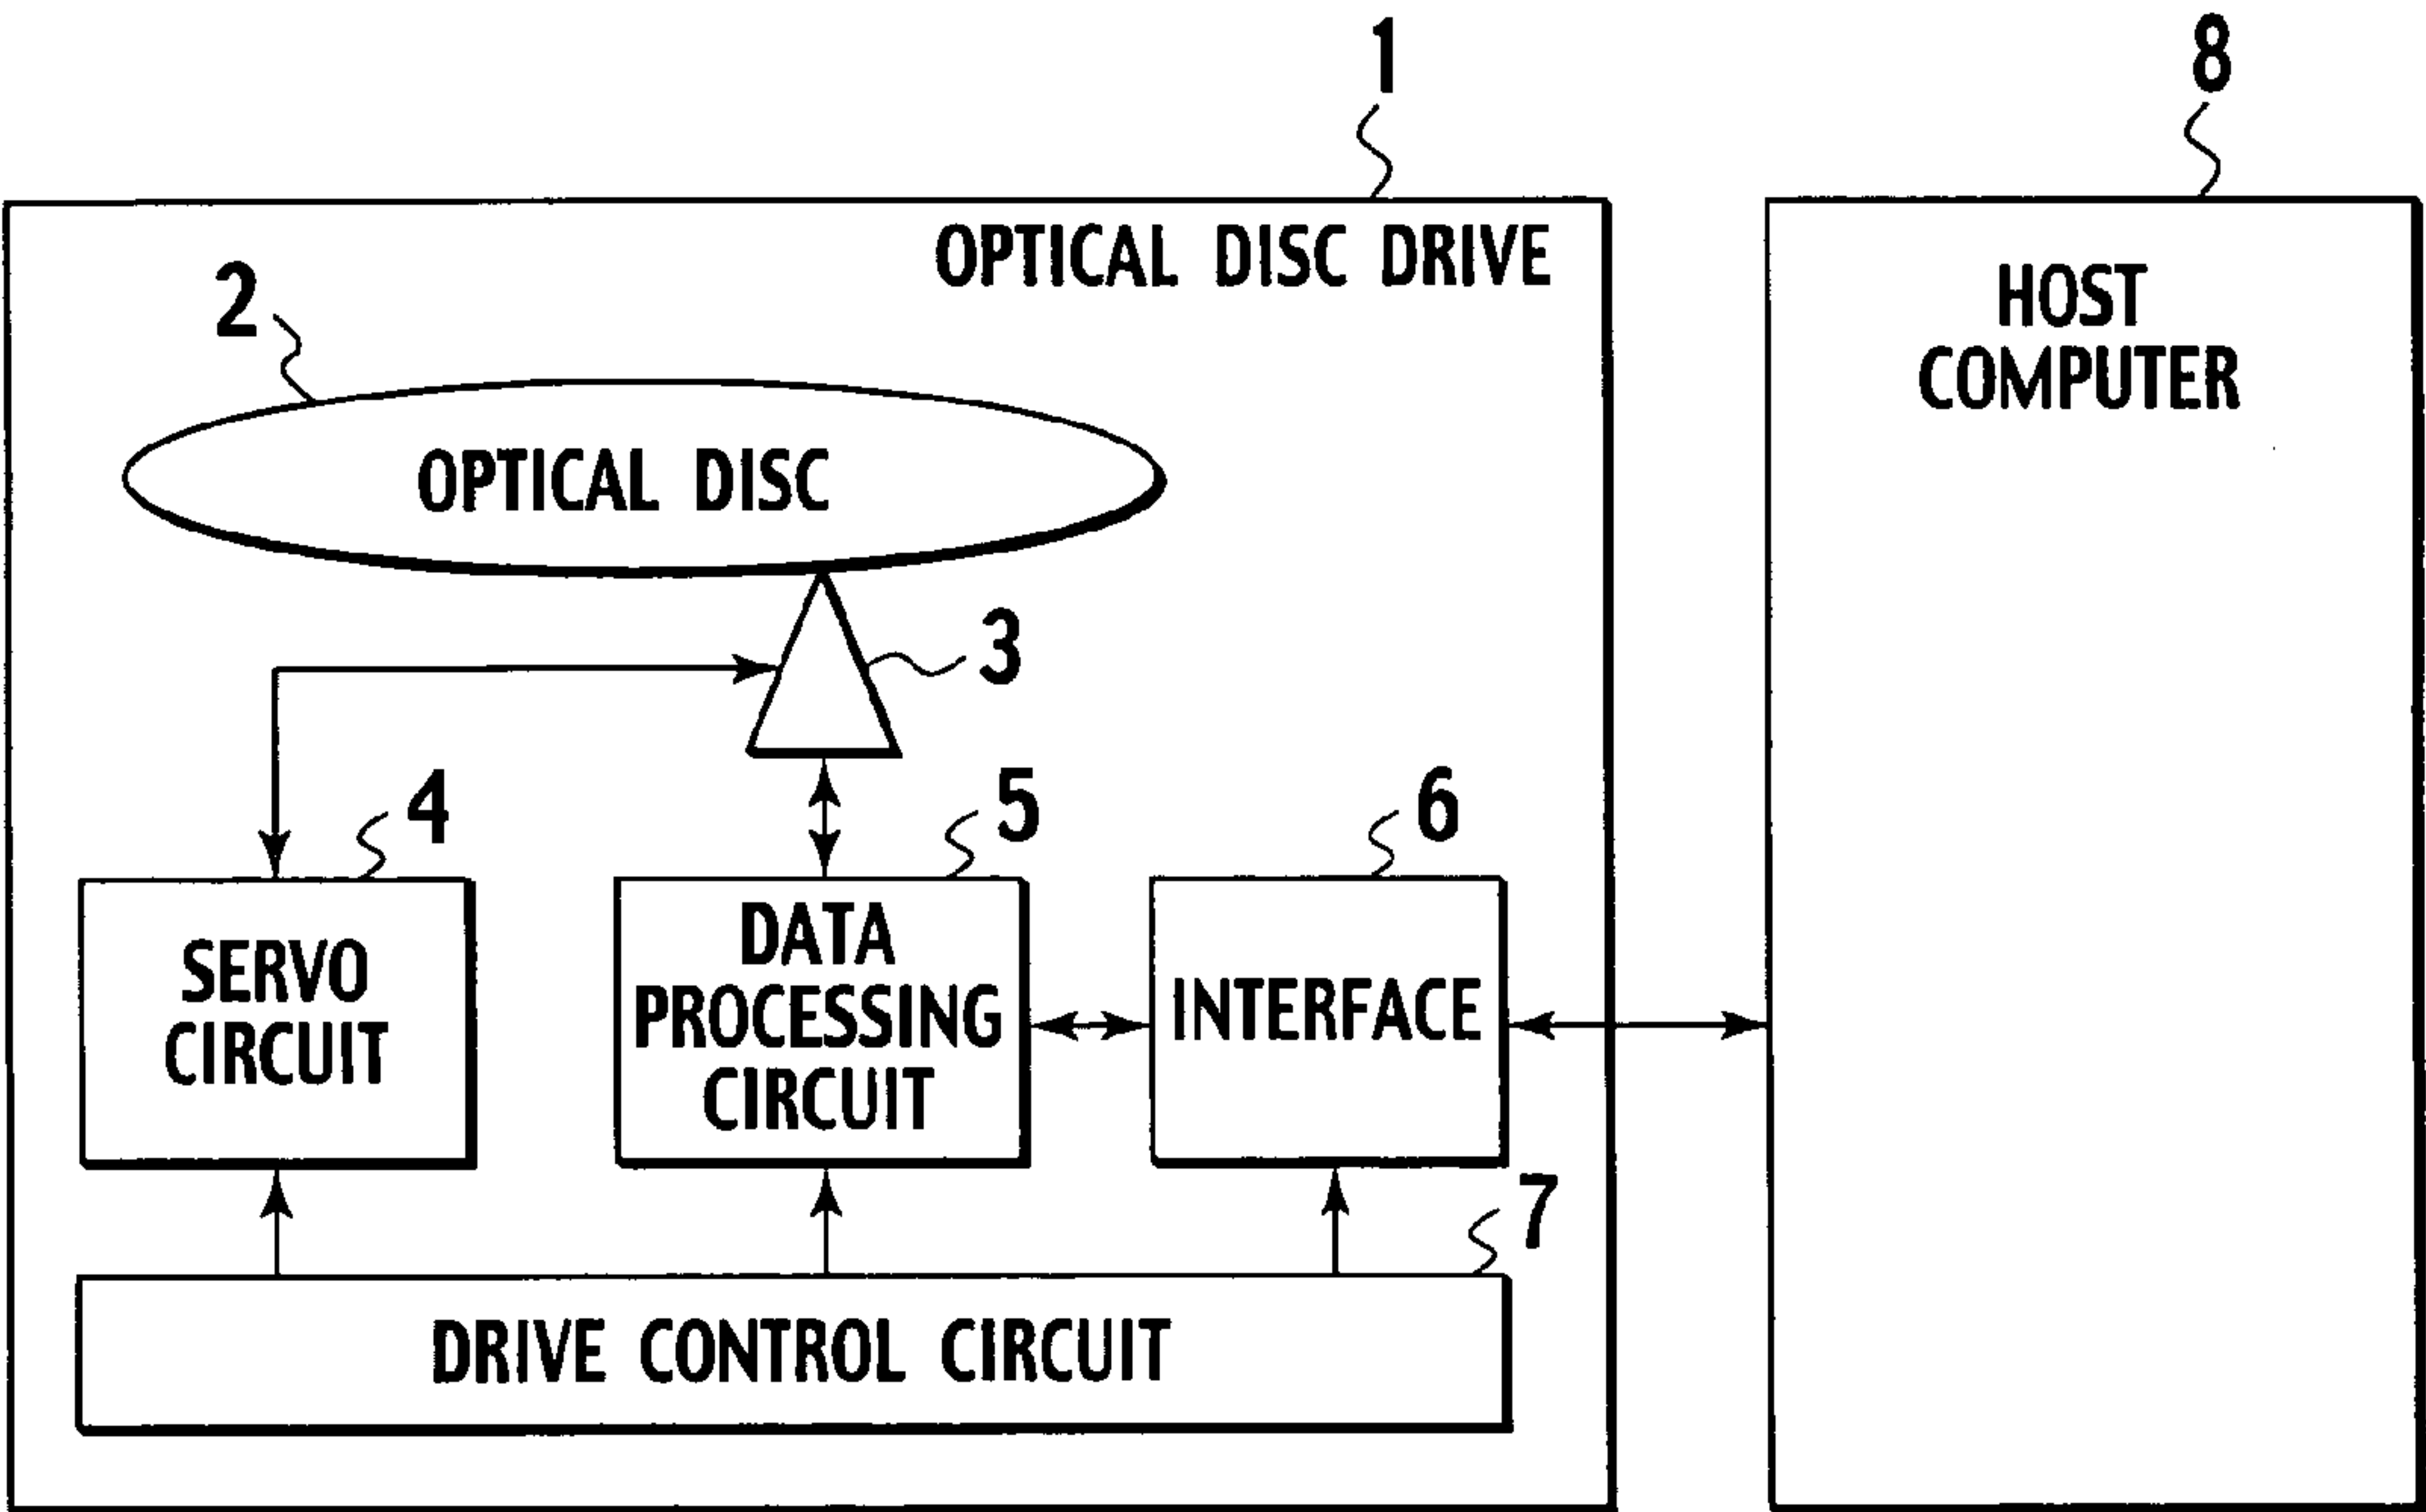 1
8
OPTICAL DISC DRIVE
HOST
COMPUTER
2
OPTICAL DISC
3
4
5
6
SERVO
CIRCUIT
DATA
PROCESSING
CIRCUIT
INTERFACE
7
DRIVE CONTROL CIRCUIT